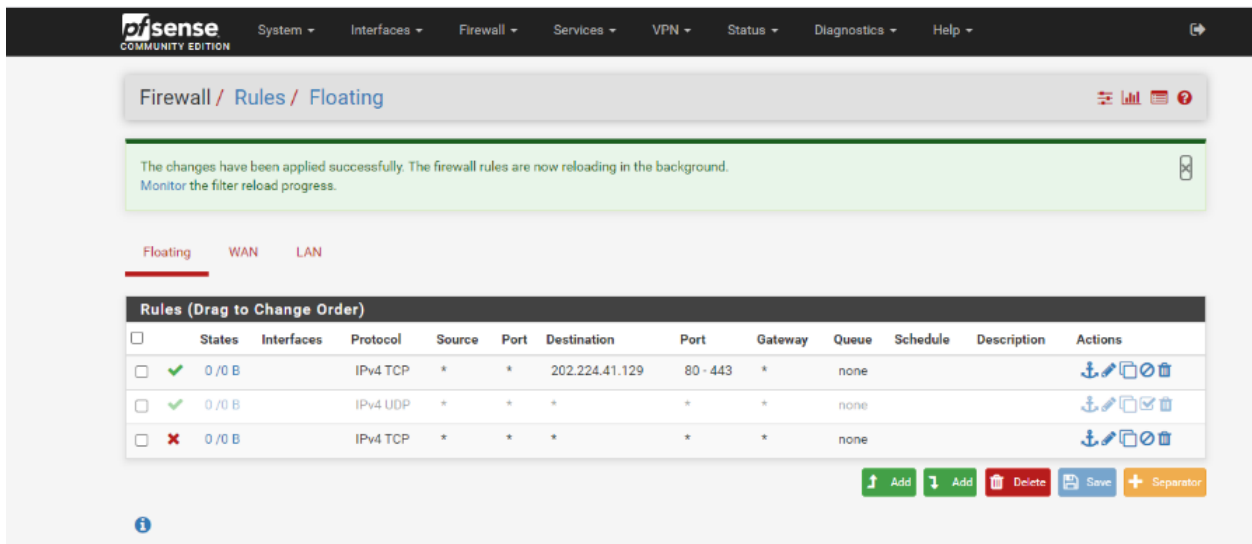 pfsense System Interfaces Firewall Services VPN Status Diagnostics Help
COMMUNITY EDITION
Firewall / Rules / Floating
The changes have been applied successfully. The firewall rules are now reloading in the background.
Monitor the filter reload progress.
Floating WAN LAN
Rules (Drag to Change Order)
States Interfaces Protocol Source Port Destination Port Gateway Queue Schedule Description Actions
0 /0 B IPv4 TCP * * 202.224.41.129 80 - 443 * none
0 /0 B IPv4 UDP * * * * * none
0 /0 B IPv4 TCP * * * * * none
Add Add Delete Save Separator